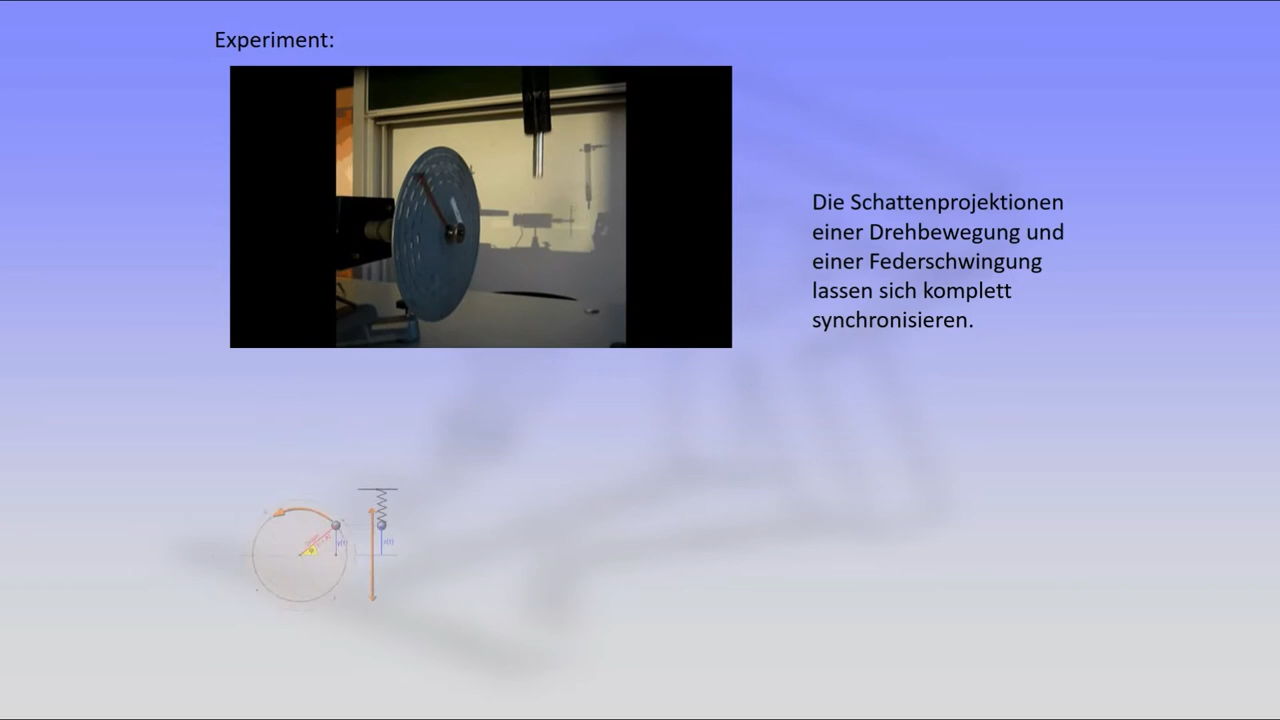 Experiment:
Die Schattenprojektionen
einer Drehbewegung und
einer Federschwingung
lassen sich komplett
synchronisieren.